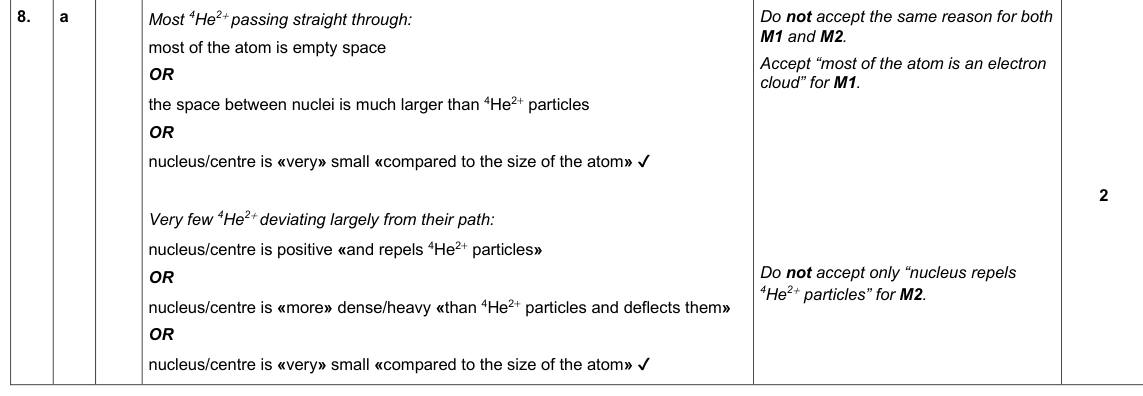 8. a
Most ⁴He²⁺ passing straight through:
most of the atom is empty space
OR
the space between nuclei is much larger than ⁴He²⁺ particles
OR
nucleus/centre is «very» small «compared to the size of the atom» ✓
Very few ⁴He²⁺ deviating largely from their path:
nucleus/centre is positive «and repels ⁴He²⁺ particles»
OR
nucleus/centre is «more» dense/heavy «than ⁴He²⁺ particles and deflects them»
OR
nucleus/centre is «very» small «compared to the size of the atom» ✓
Do not accept the same reason for both
M1 and M2.
Accept “most of the atom is an electron
cloud” for M1.
Do not accept only “nucleus repels
⁴He²⁺ particles” for M2.
2